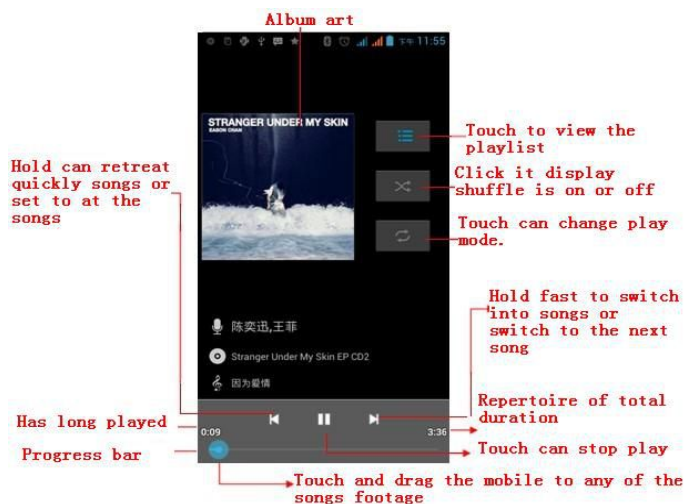 Album art
下午 11:55
STRANGER UNDER MY SKIN
EASON CHAN
Touch to view the
playlist
Hold can retreat
quickly songs or
set to at the
songs
Click it display
shuffle is on or off
Touch can change play
mode.
Hold fast to switch
into songs or
switch to the next
song
陈奕迅,王菲
Stranger Under My Skin EP CD2
因为爱情
Repertoire of total
duration
Has long played
0:09
3:36
Touch can stop play
Progress bar
Touch and drag the mobile to any of the
songs footage